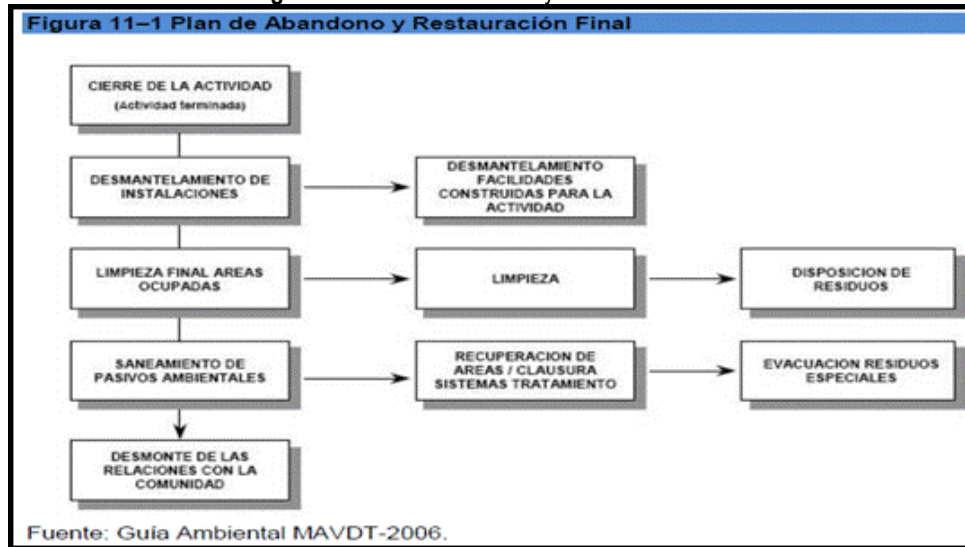 Figura 11–1 Plan de Abandono y Restauración Final
CIERRE DE LA ACTIVIDAD
(Actividad terminada)
DESMANTELAMIENTO DE
INSTALACIONES
DESMANTELAMIENTO
FACILIDADES
CONSTRUIDAS PARA LA
ACTIVIDAD
LIMPIEZA FINAL AREAS
OCUPADAS
LIMPIEZA
DISPOSICION DE
RESIDUOS
SANEAMIENTO DE
PASIVOS AMBIENTALES
RECUPERACION DE
AREAS / CLAUSURA
SISTEMAS TRATAMIENTO
EVACUACION RESIDUOS
ESPECIALES
DESMONTE DE LAS
RELACIONES CON LA
COMUNIDAD
Fuente: Guía Ambiental MAVDT-2006.